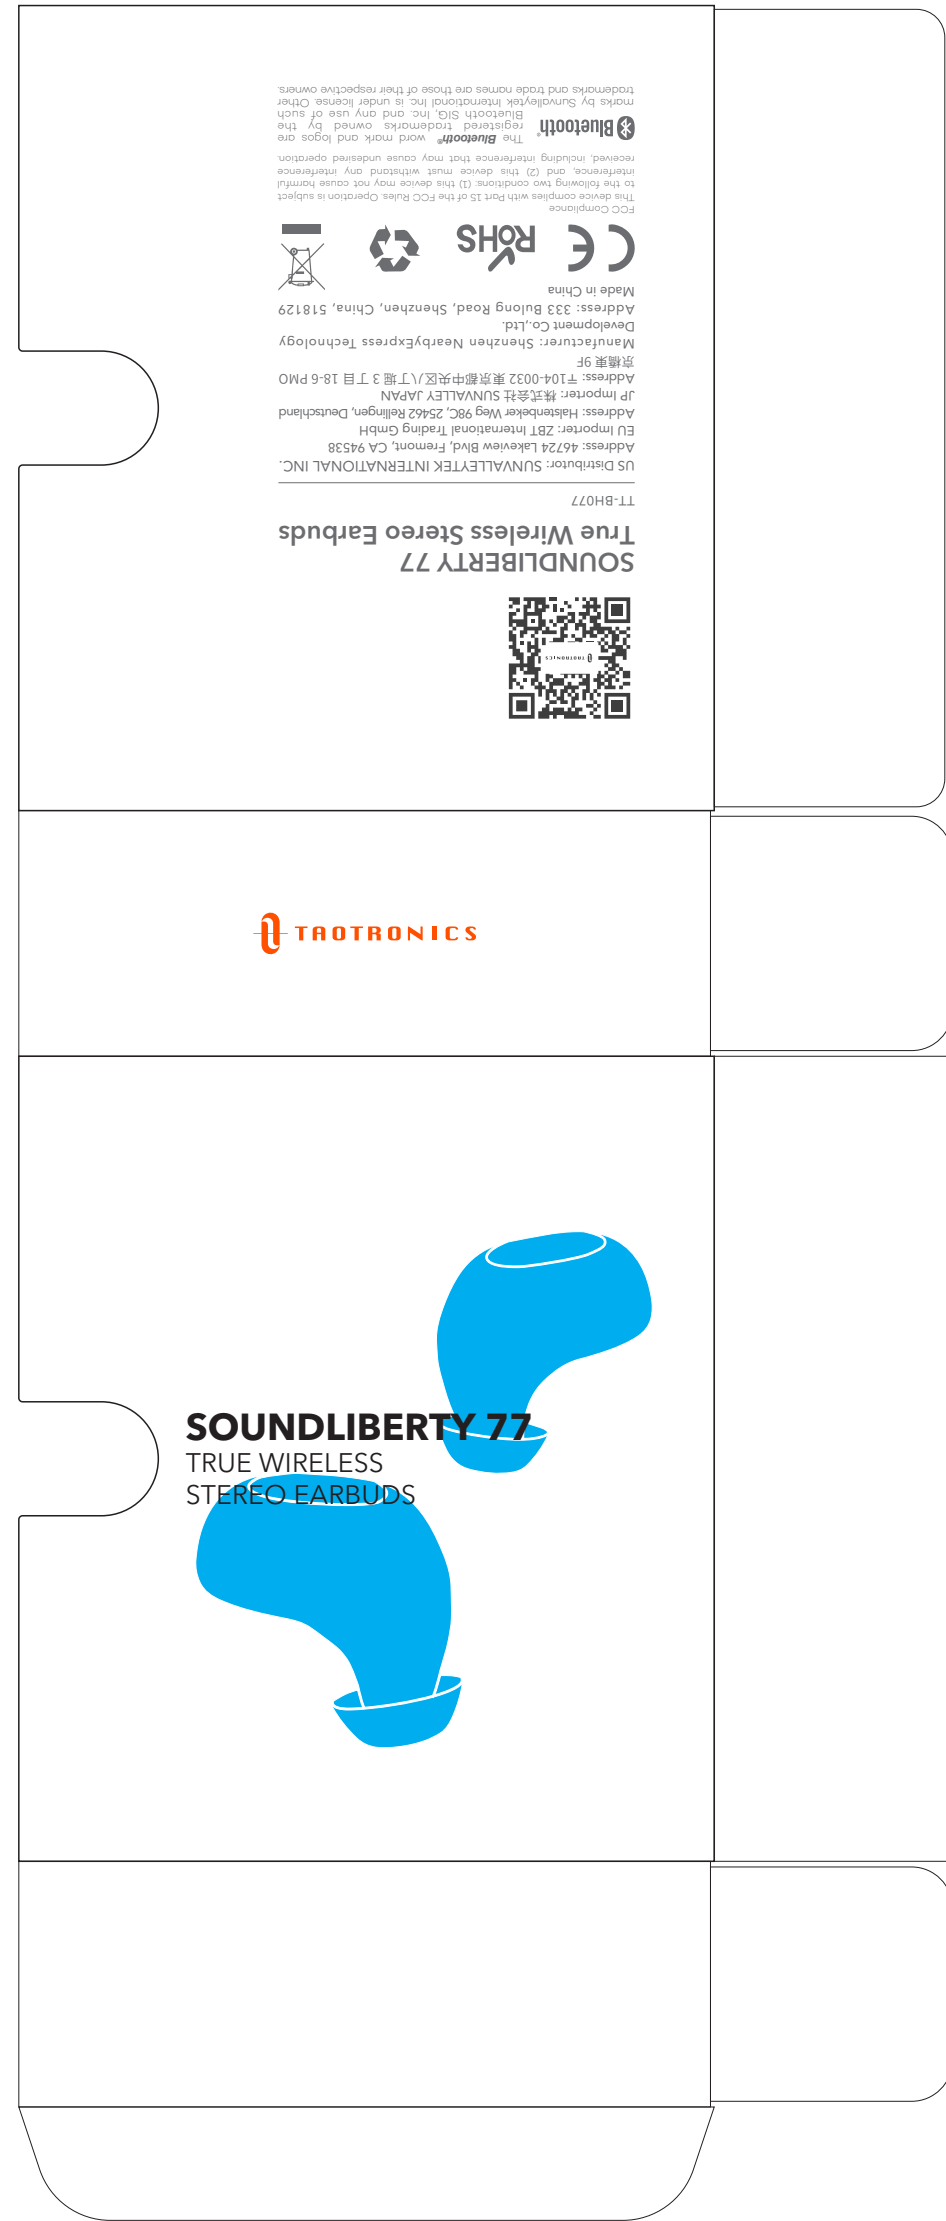 SOUNDLIBERTY 77
True Wireless Stereo Earbuds
TT-BH077
US Distributor: SUNVALLEYTEK INTERNATIONAL INC.
Address: 46724 Lakeview Blvd, Fremont, CA 94538
EU Importer: ZBT International Trading GmbH
Address: Halstenbeker Weg 98C, 25462 Rellingen, Deutschland
JP Importer: 株式会社 SUNVALLEY JAPAN
Address: 〒104-0032 東京都中央区八丁堀 3 丁目 18-6 PMO
京橋東 9F
Manufacturer: Shenzhen NearbyExpress Technology
Development Co.,Ltd.
Address: 333 Bulong Road, Shenzhen, China, 518129
Made in China
CE RoHS
FCC Compliance
This device complies with Part 15 of the FCC Rules. Operation is subject
to the following two conditions: (1) this device may not cause harmful
interference, and (2) this device must withstand any interference
received, including interference that may cause undesired operation.
Bluetooth®
The Bluetooth® word mark and logos are
registered trademarks owned by the
Bluetooth SIG, Inc. and any use of such
marks by Sunvalleytek International Inc. is under license. Other
trademarks and trade names are those of their respective owners.
TAOTRONICS
TAOTRONICS
SOUNDLIBERTY 77
TRUE WIRELESS
STEREO EARBUDS